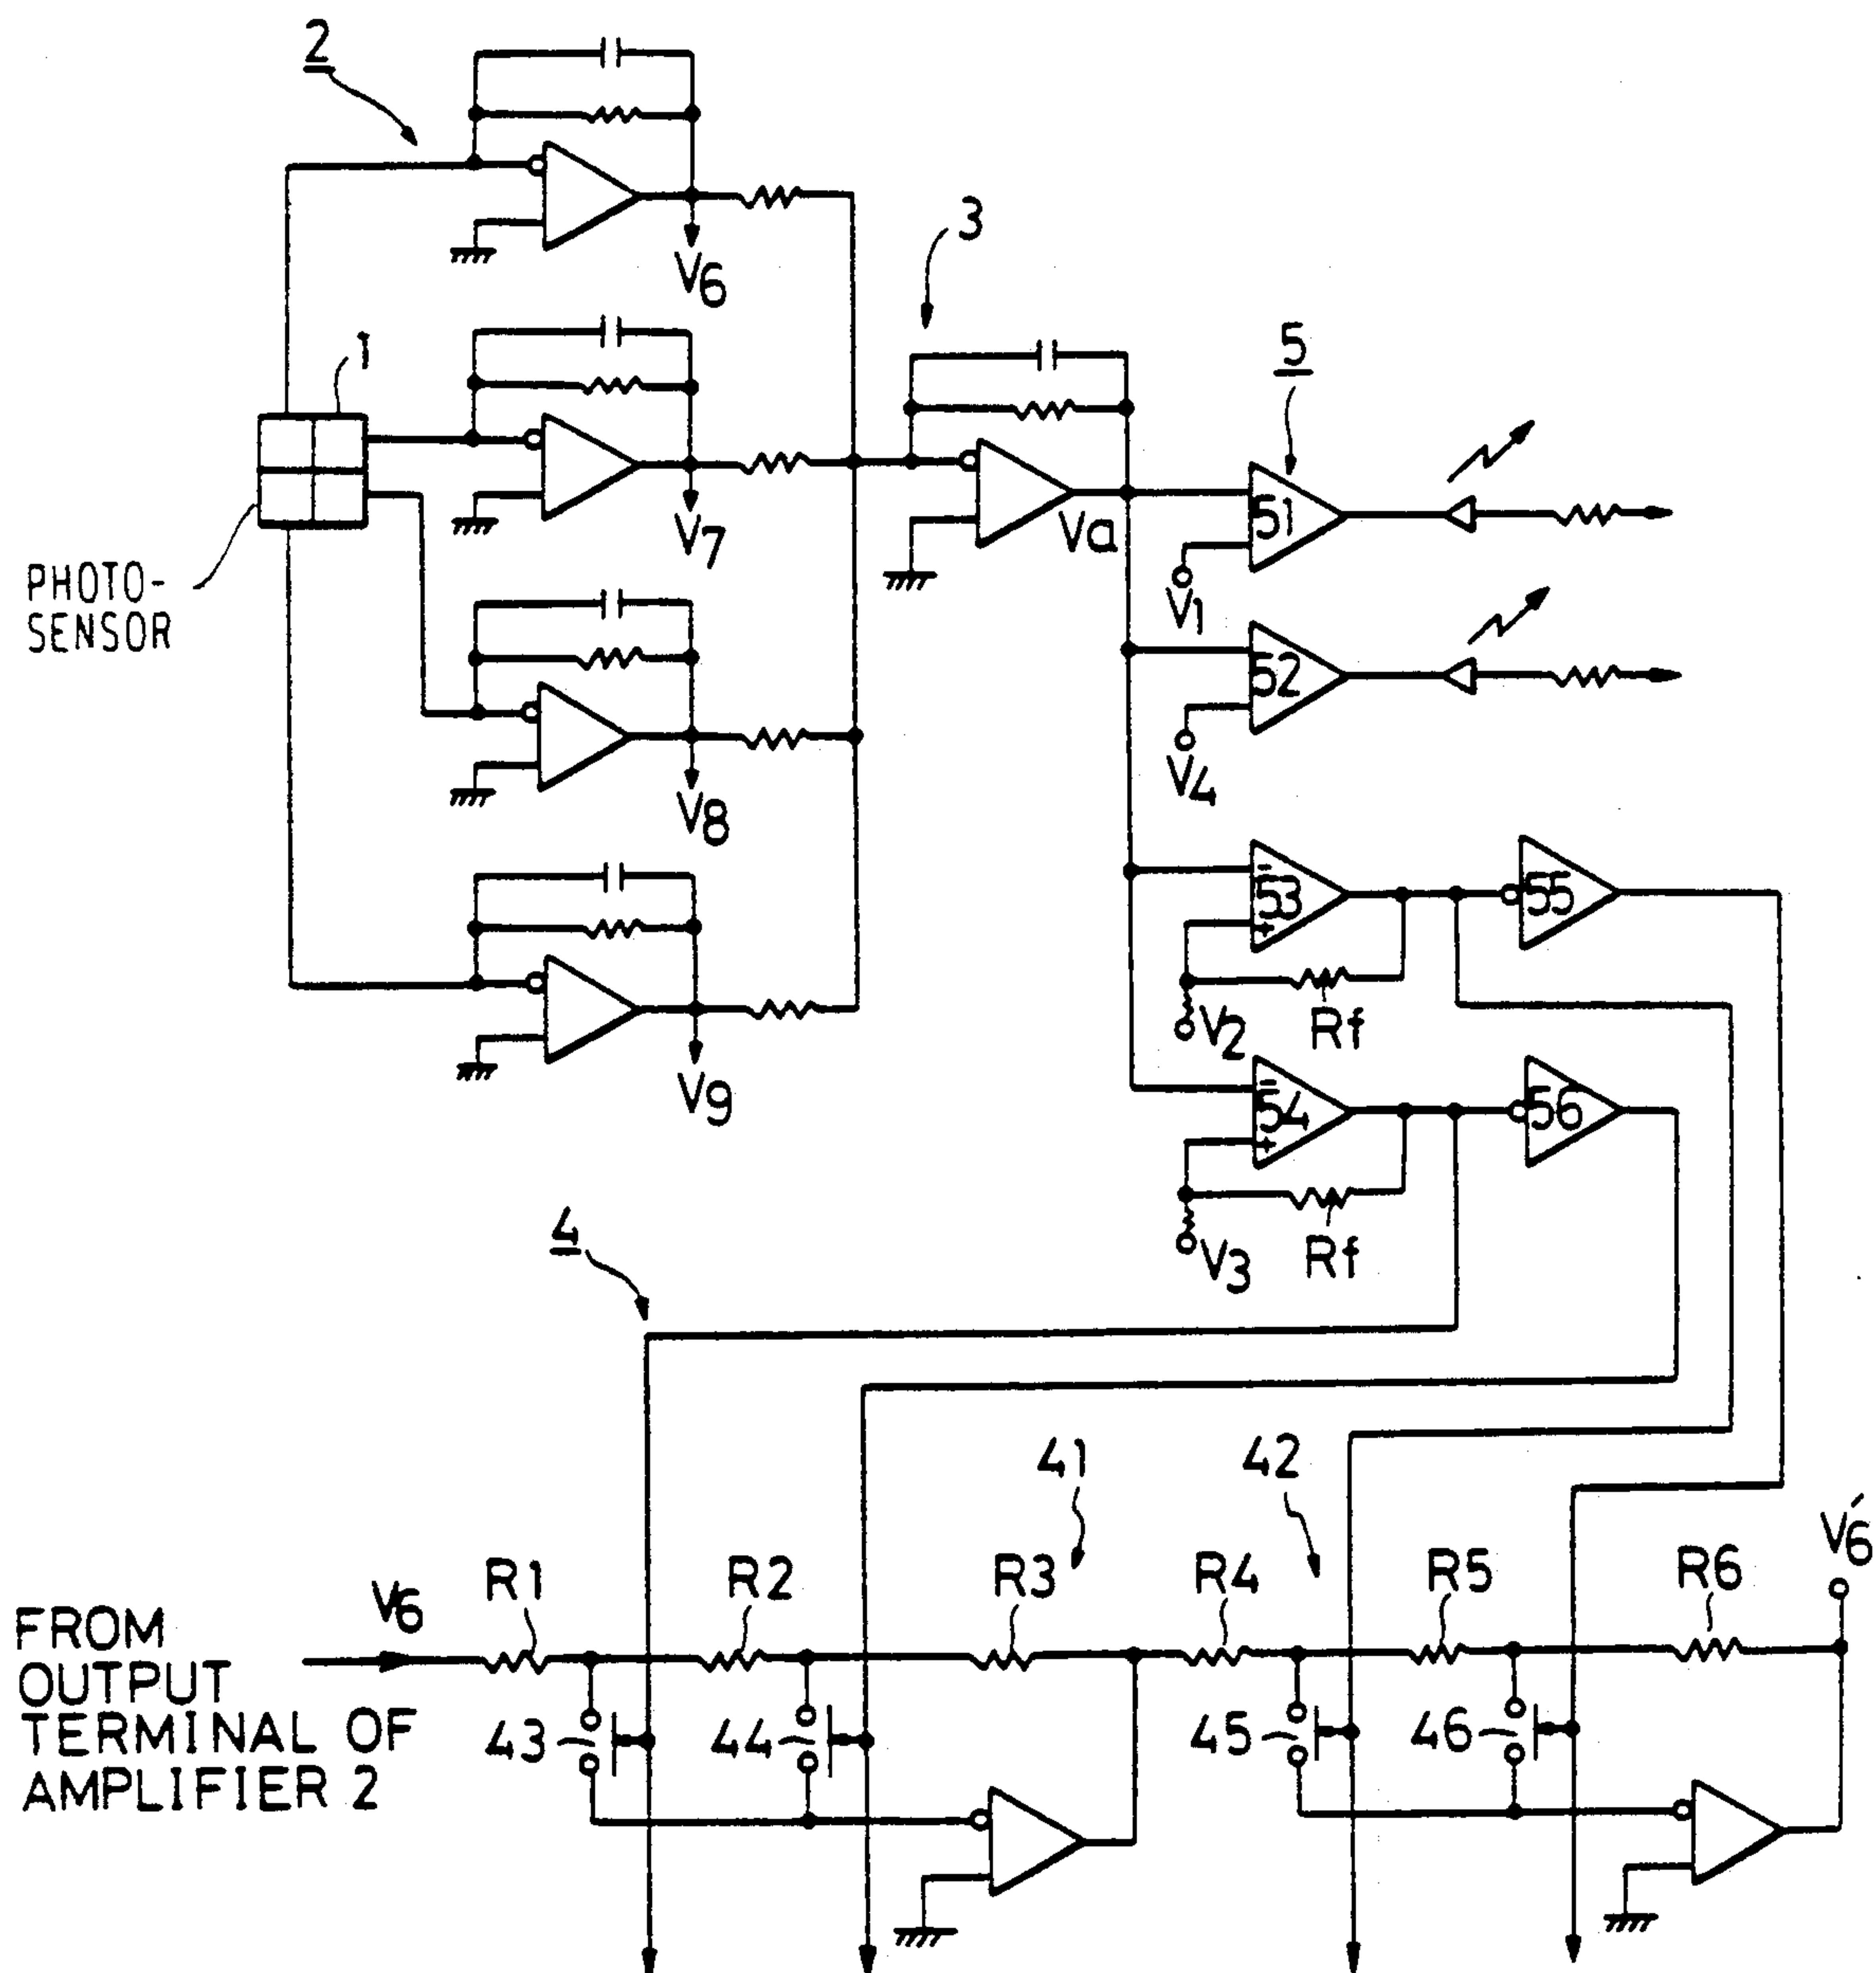 2
V6
1
3
5
V7
Va
51
V1
PHOTO-
SENSOR
52
V4
V8
53
55
V2
Rf
V9
54
56
V3
Rf
4
41
42
V6'
R1
R2
R3
R4
R5
R6
V6
FROM
OUTPUT
TERMINAL OF
AMPLIFIER 2
43
44
45
46